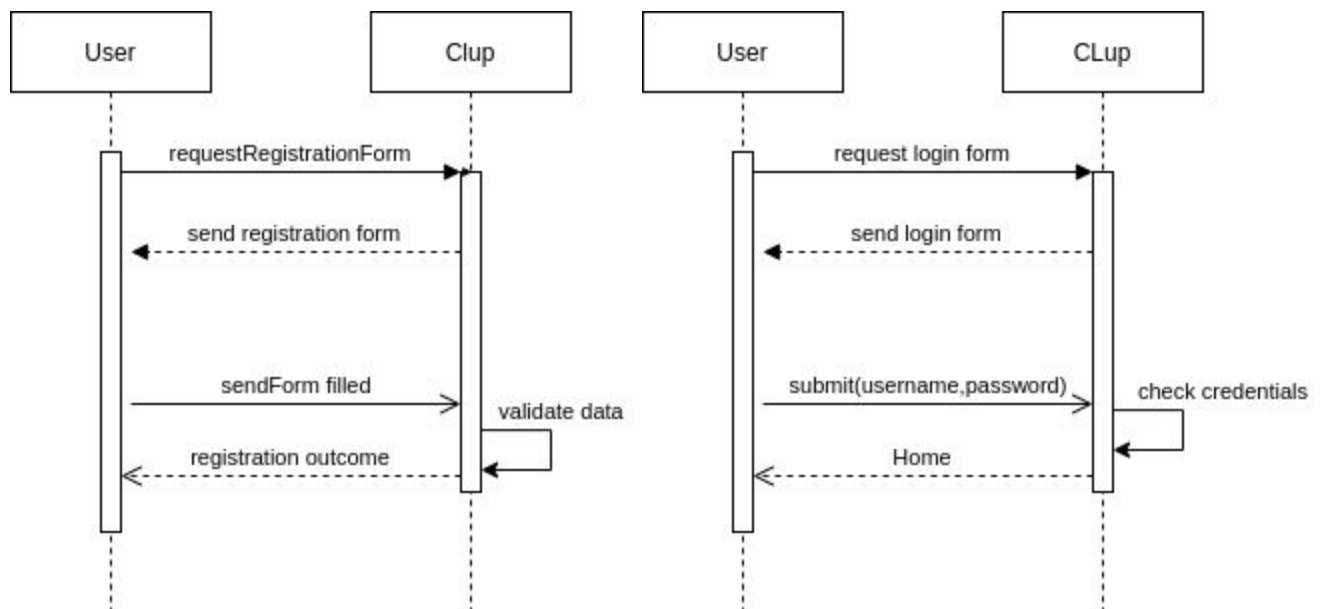 User
Clup
requestRegistrationForm
send registration form
sendForm filled
validate data
registration outcome
User
CLup
request login form
send login form
submit(username,password)
check credentials
Home